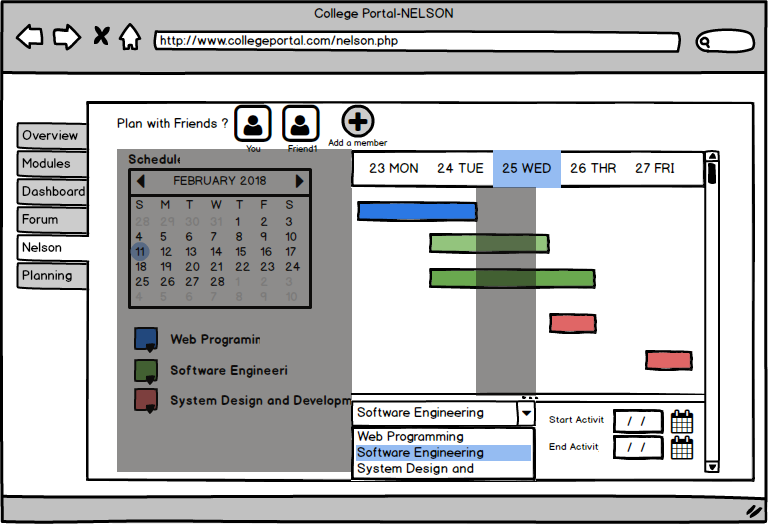 College Portal-NELSON
http://www.collegeportal.com/nelson.php
Plan with Friends ?
You
Friend1
Add a member
Overview
Modules
Dashboard
Forum
Nelson
Planning
Schedule
FEBRUARY 2018
S M T W T F S
28 29 30 31 1 2 3
4 5 6 7 8 9 10
11 12 13 14 15 16 17
18 19 20 21 22 23 24
25 26 27 28 1 2 3
4 5 6 7 8 9 10
Web Programin
Software Engineeri
System Design and Developm
23 MON 24 TUE 25 WED 26 THR 27 FRI
Software Engineering
Web Programming
Software Engineering
System Design and
Start Activit / /
End Activit / /